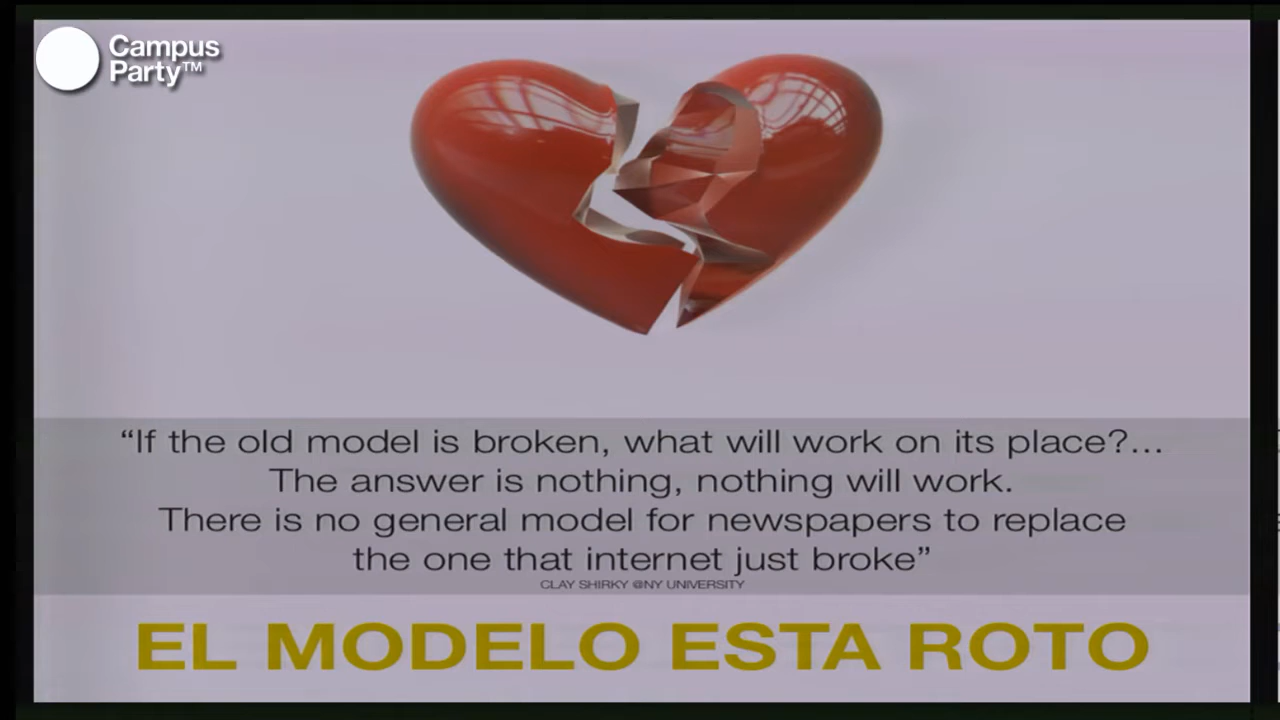 Campus
Party™
“If the old model is broken, what will work on its place?...
The answer is nothing, nothing will work.
There is no general model for newspapers to replace
the one that internet just broke”
CLAY SHIRKY @NY UNIVERSITY
EL MODELO ESTA ROTO